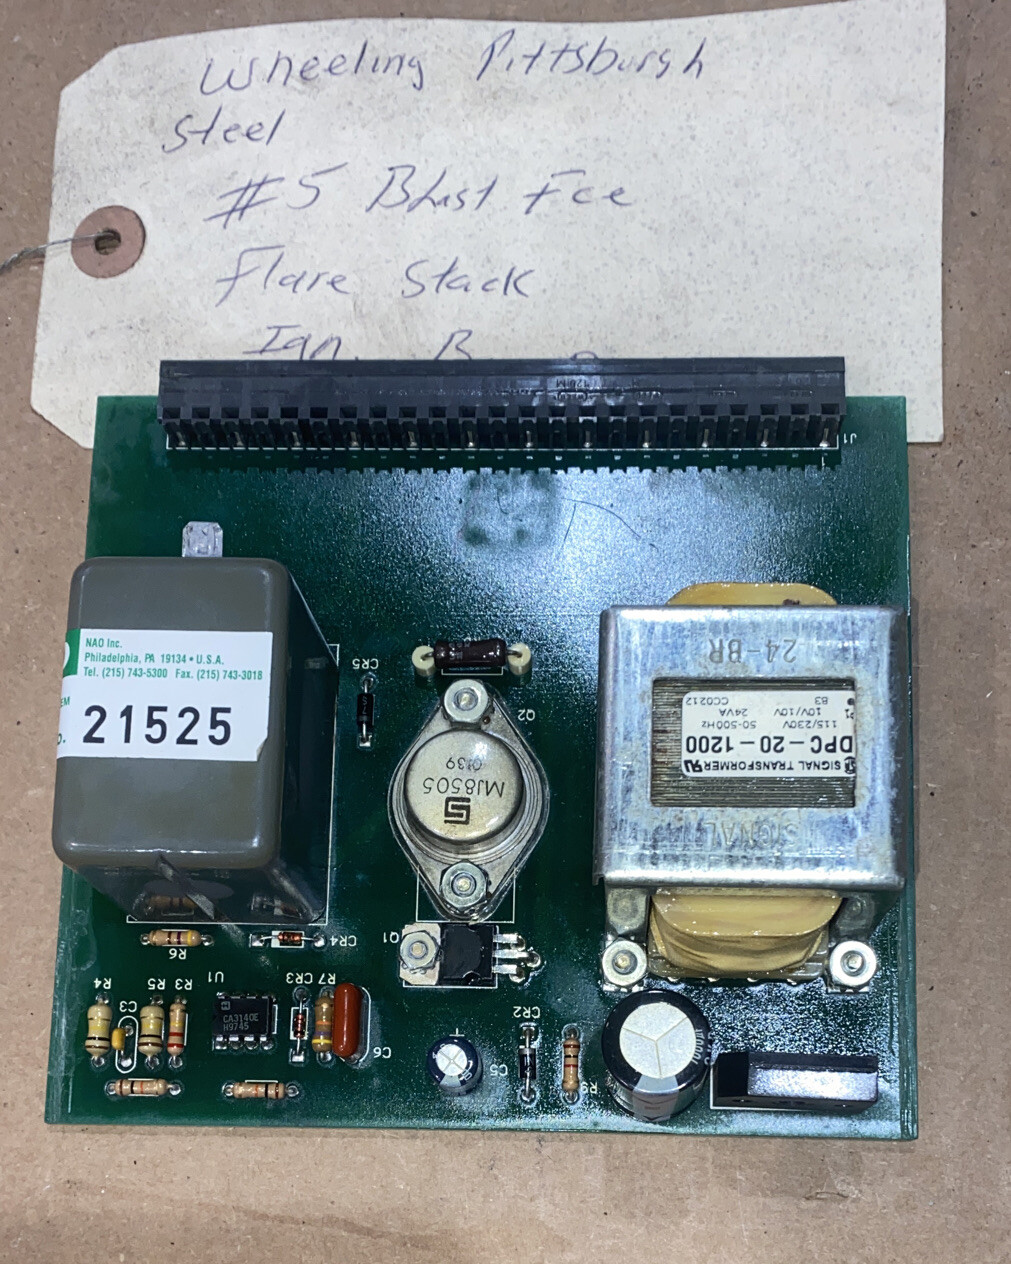 Wheeling Pittsburgh
Steel
#5 Blast Fce
Flare Stack
Ign.
J1
NAO Inc.
Philadelphia, PA 19134 • U.S.A.
Tel. (215) 743-5300 Fax. (215) 743-3018
21525
CR5
Q2
MJ8505
0139
24-BR
SIGNAL TRANSFORMER
DPC-20-1200
115/230V 50-500Hz
10V/10V 24VA
83 CC0212
SIGNAL
Q1
R6
CR4
R4
C3
R5
R3
U1
CR3
R7
CA3140E
H9745
C6
C5
CR2